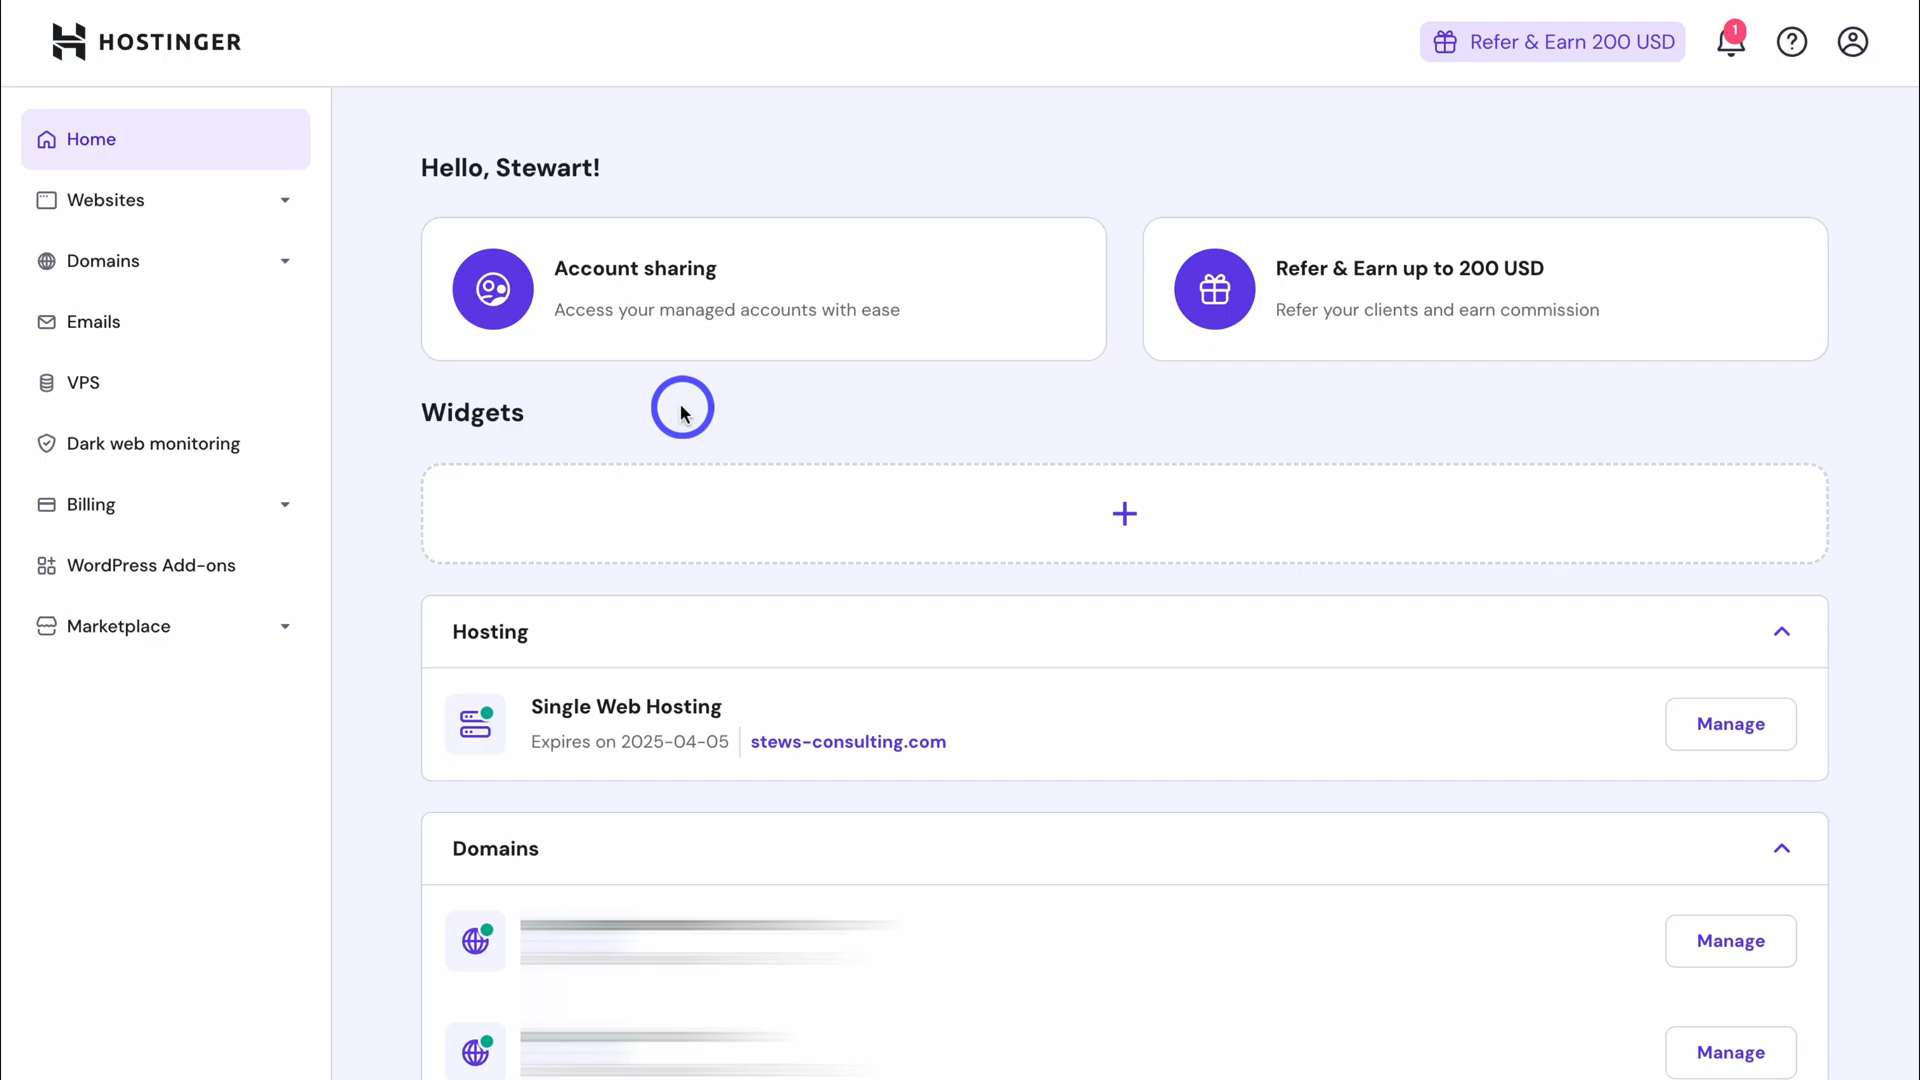 HOSTINGER
Refer & Earn 200 USD
1
Home
Websites
Domains
Emails
VPS
Dark web monitoring
Billing
WordPress Add-ons
Marketplace
Hello, Stewart!
Account sharing
Access your managed accounts with ease
Refer & Earn up to 200 USD
Refer your clients and earn commission
Widgets
Hosting
Single Web Hosting
Expires on 2025-04-05
stews-consulting.com
Manage
Domains
Manage
Manage